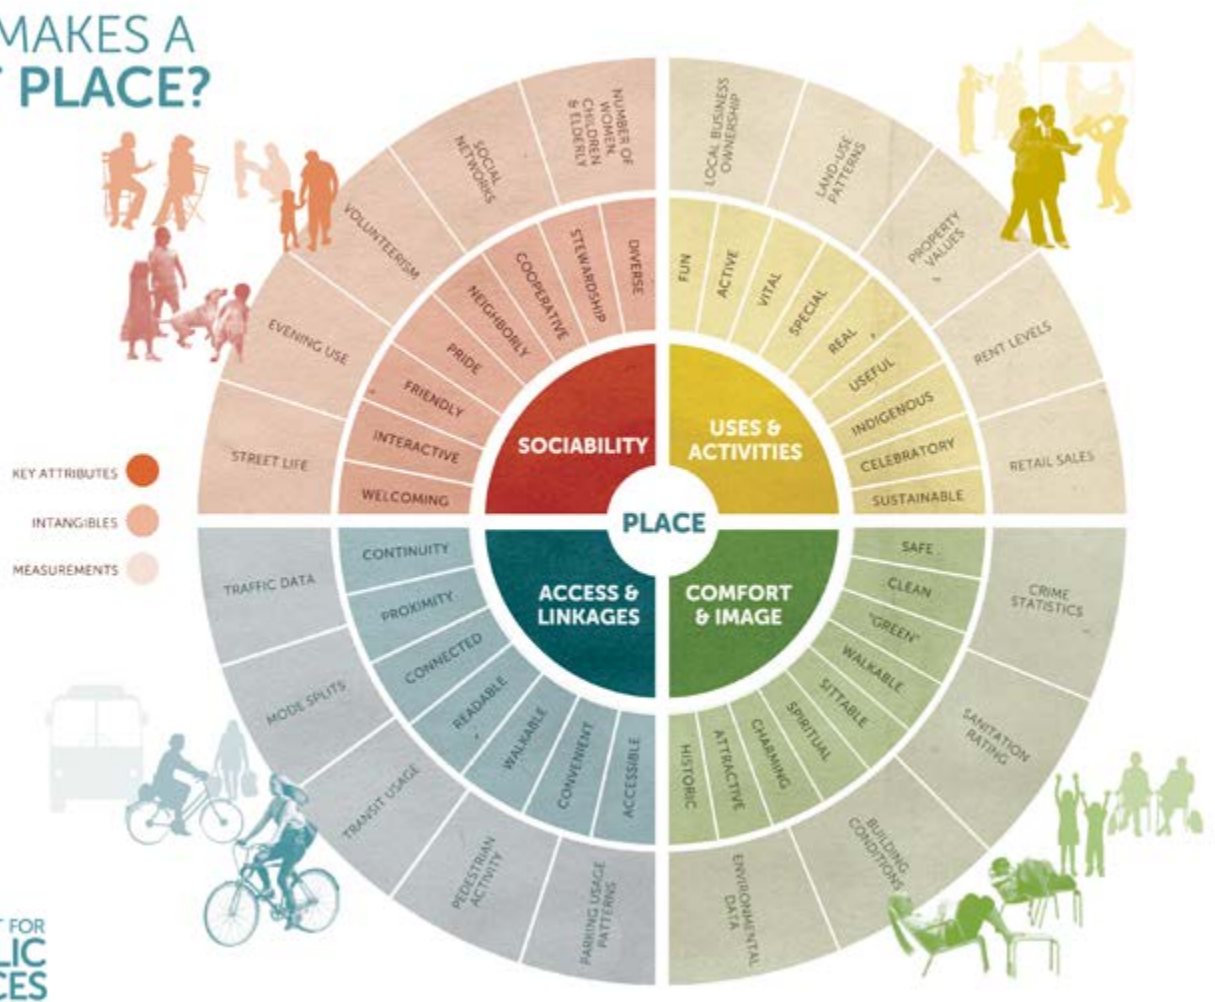 MAKES A
PLACE?
KEY ATTRIBUTES
INTANGIBLES
MEASUREMENTS
PLACE
SOCIABILITY
USES &
ACTIVITIES
ACCESS &
LINKAGES
COMFORT
& IMAGE
WELCOMING
INTERACTIVE
FRIENDLY
PRIDE
NEIGHBORLY
COOPERATIVE
STEWARDSHIP
DIVERSE
FUN
ACTIVE
VITAL
SPECIAL
REAL
USEFUL
INDIGENOUS
CELEBRATORY
SUSTAINABLE
SAFE
CLEAN
"GREEN"
WALKABLE
SITTABLE
SPIRITUAL
CHARMING
ATTRACTIVE
HISTORIC
ACCESSIBLE
CONVENIENT
WALKABLE
READABLE
CONNECTED
PROXIMITY
CONTINUITY
STREET LIFE
EVENING USE
VOLUNTEERISM
SOCIAL
NETWORKS
NUMBER OF
WOMEN,
CHILDREN
& ELDERLY
LOCAL BUSINESS
OWNERSHIP
LAND-USE
PATTERNS
PROPERTY
VALUES
RENT LEVELS
RETAIL SALES
CRIME
STATISTICS
SANITATION
RATING
BUILDING
CONDITIONS
ENVIRONMENTAL
DATA
PARKING USAGE
PATTERNS
PEDESTRIAN
ACTIVITY
TRANSIT USAGE
MODE SPLITS
TRAFFIC DATA
T FOR
LIC
CES